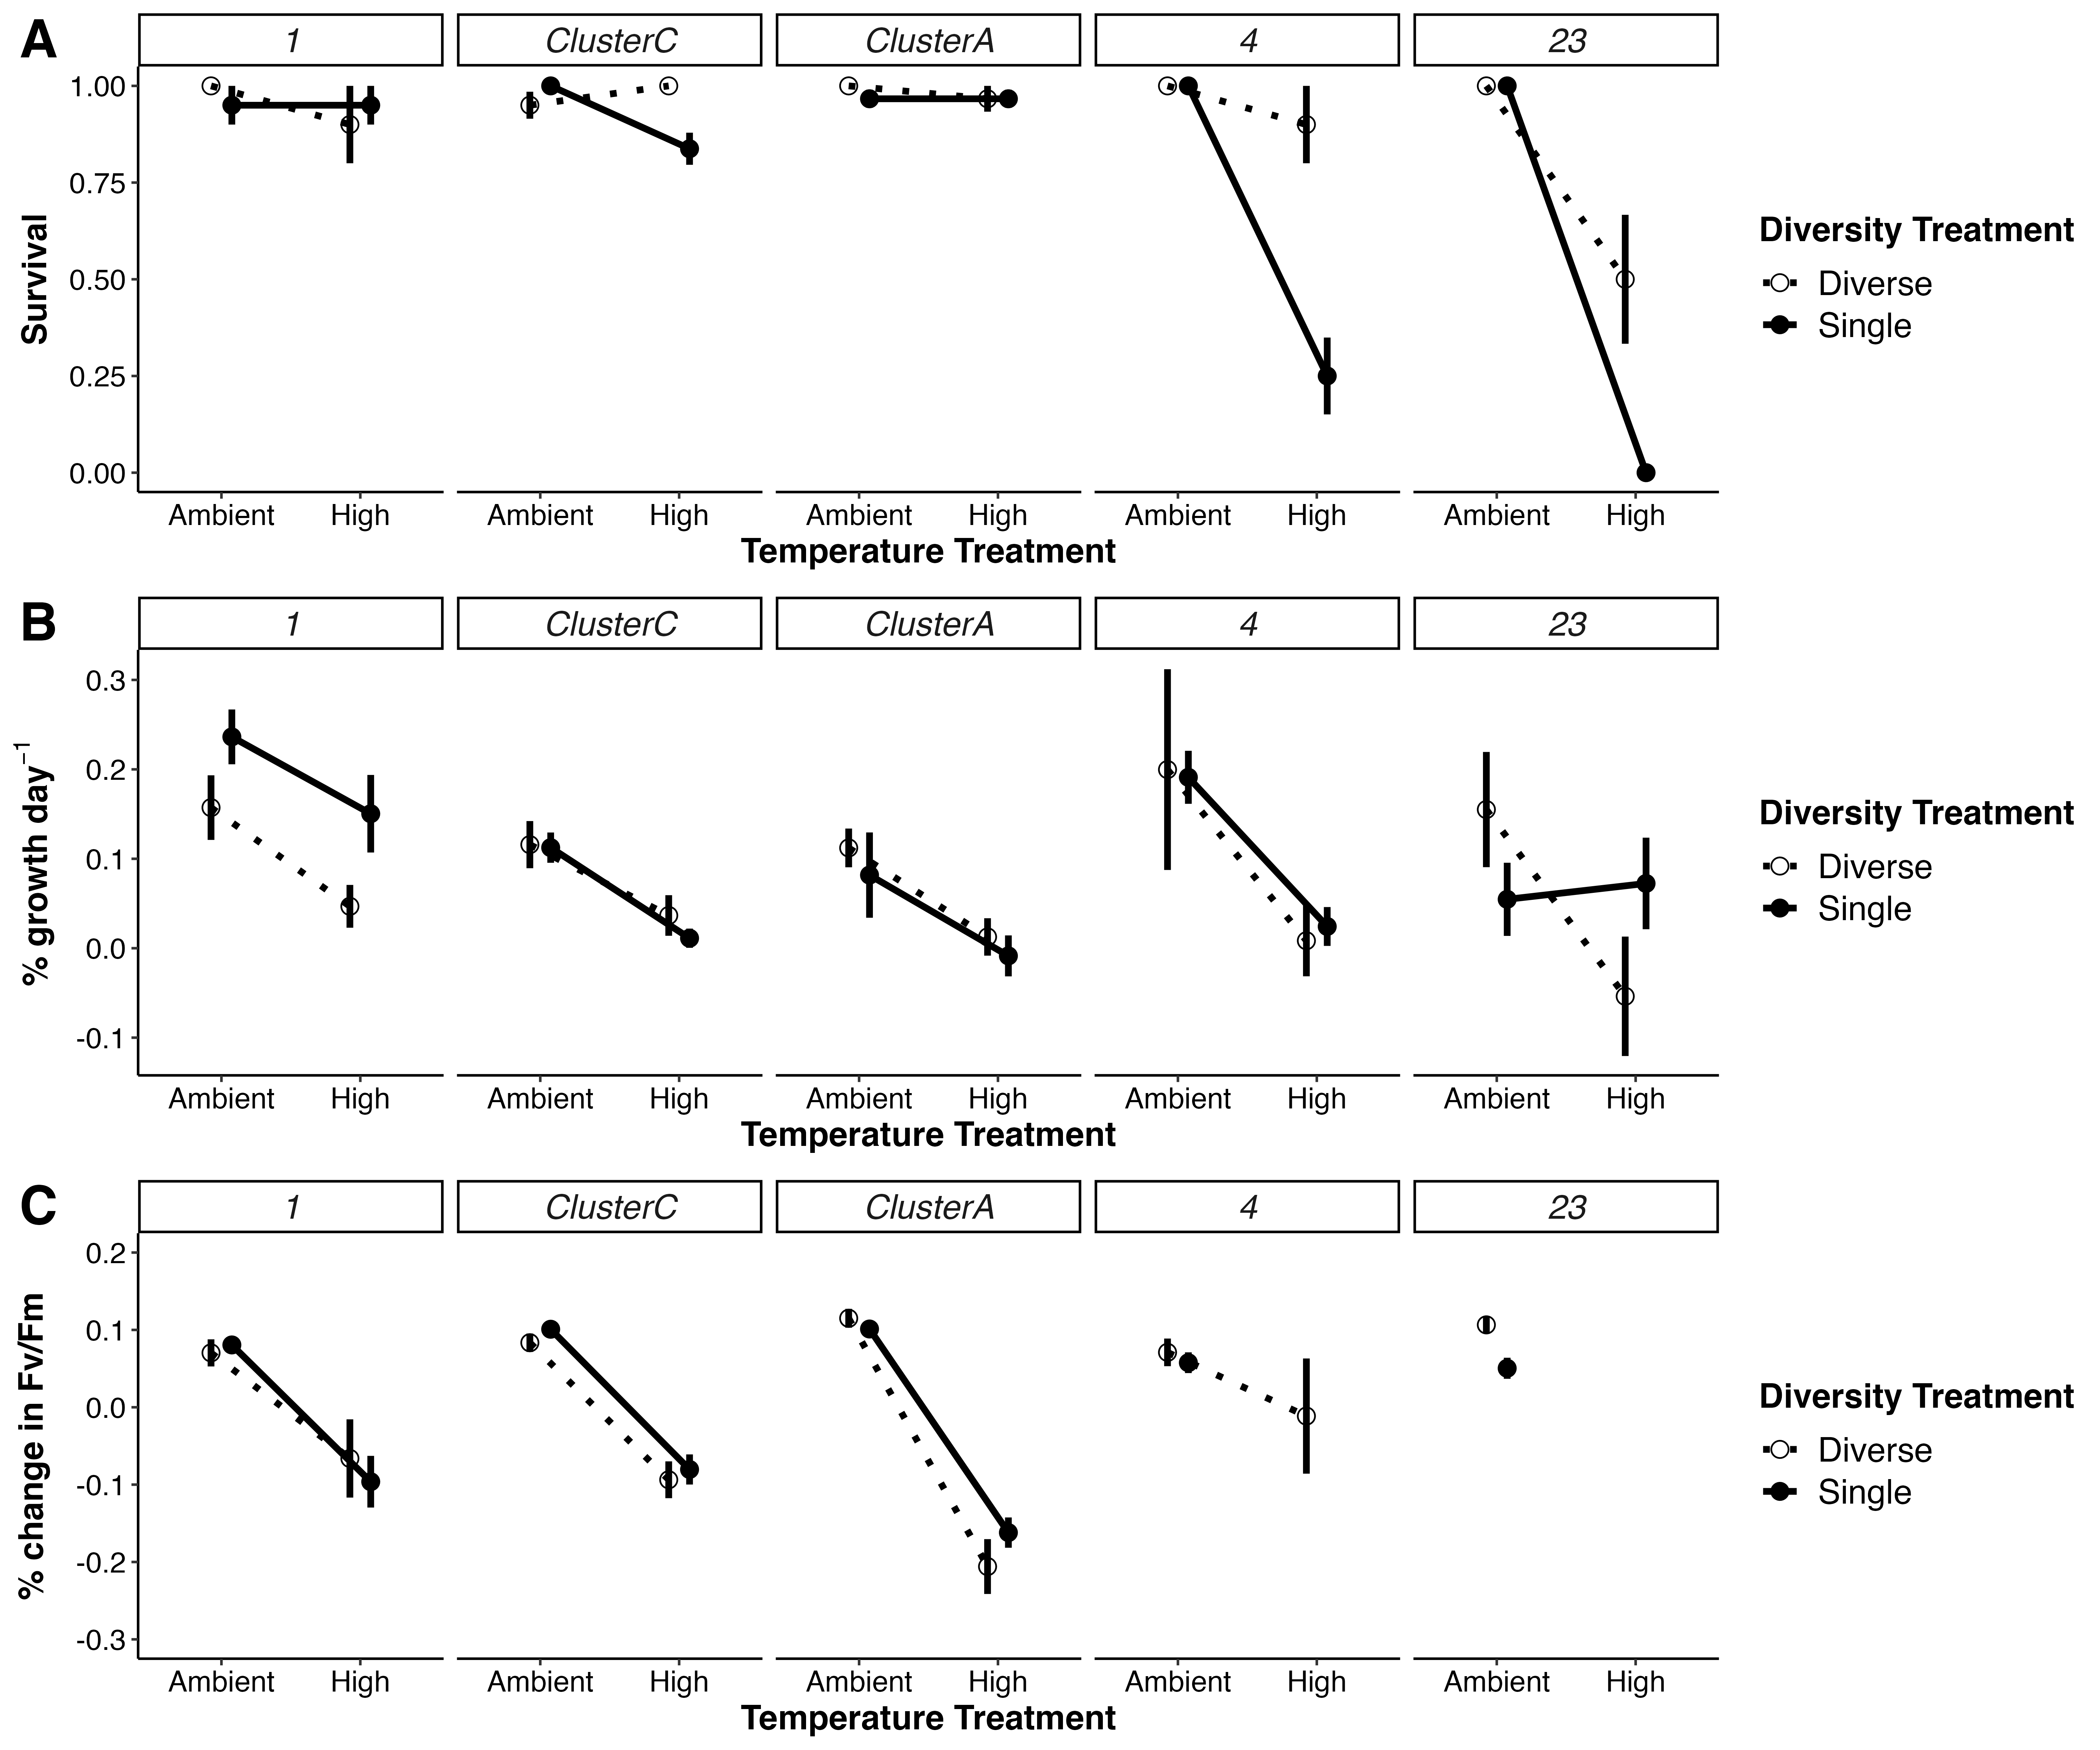 A
1 ClusterC ClusterA 4 23
1.00
0.75
0.50
0.25
0.00
Survival
Ambient High Ambient High Ambient High Ambient High Ambient High
Temperature Treatment
Diversity Treatment
Diverse
Single
B
1 ClusterC ClusterA 4 23
0.3
0.2
0.1
0.0
-0.1
% growth day⁻¹
Ambient High Ambient High Ambient High Ambient High Ambient High
Temperature Treatment
Diversity Treatment
Diverse
Single
C
1 ClusterC ClusterA 4 23
0.2
0.1
0.0
-0.1
-0.2
-0.3
% change in Fv/Fm
Ambient High Ambient High Ambient High Ambient High Ambient High
Temperature Treatment
Diversity Treatment
Diverse
Single